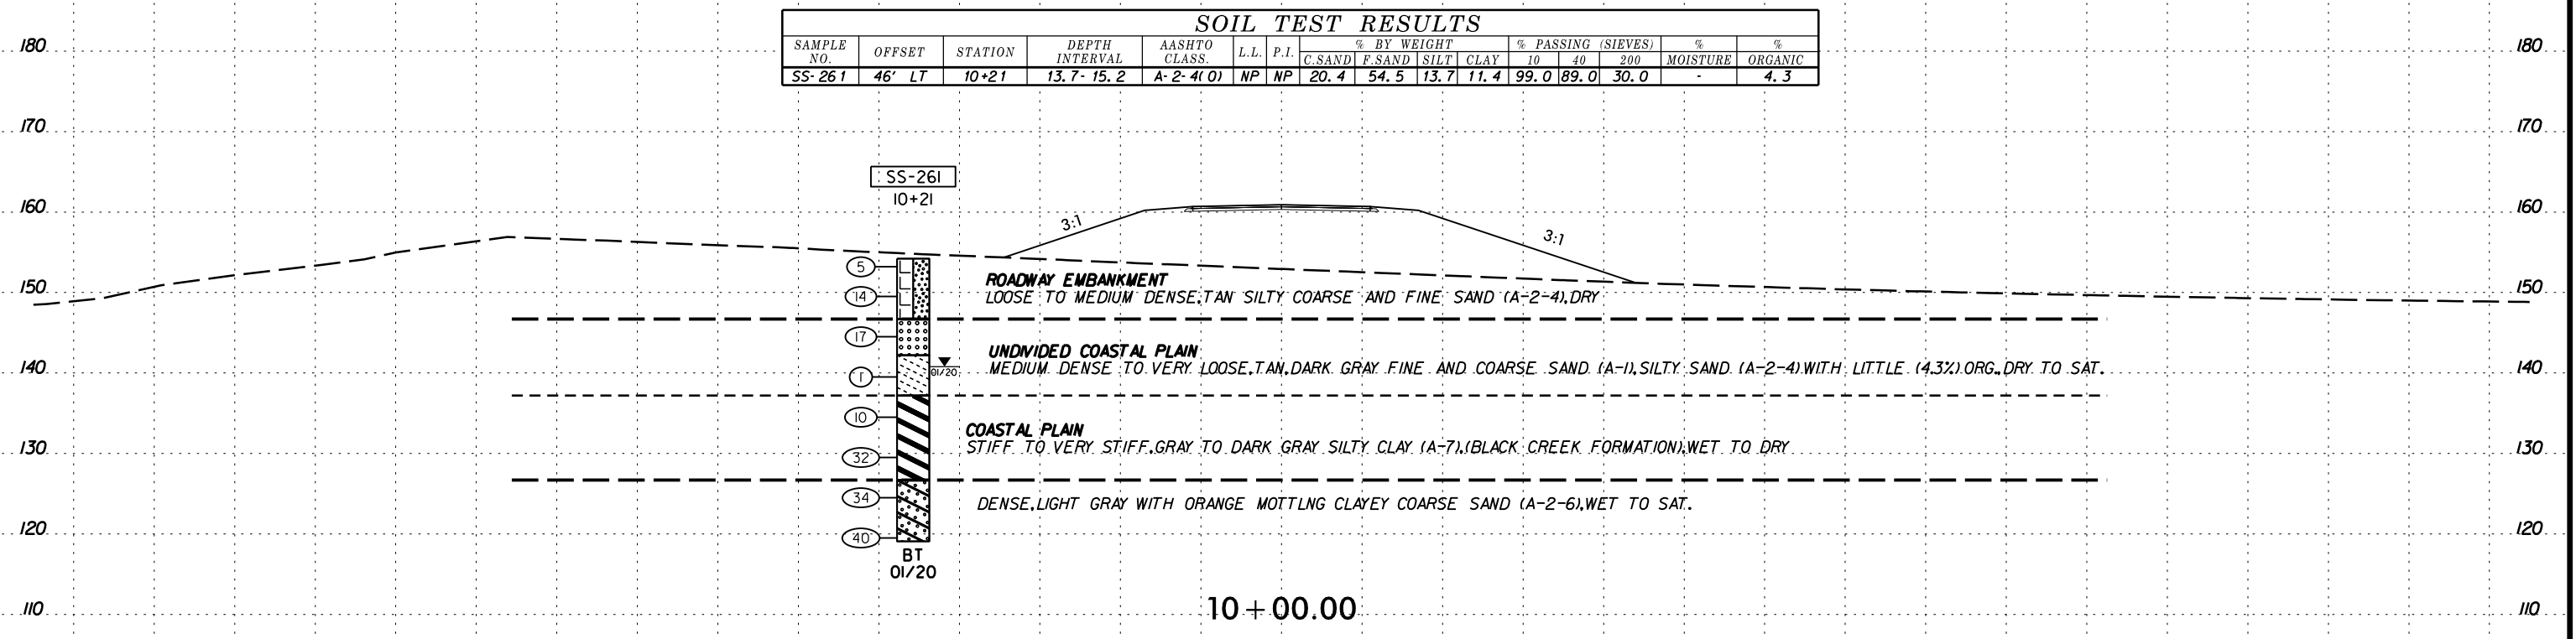 SOIL TEST RESULTS
SAMPLE NO. OFFSET STATION DEPTH INTERVAL AASHTO CLASS. L.L. P.I. % BY WEIGHT % PASSING (SIEVES) % MOISTURE % ORGANIC
C.SAND F.SAND SILT CLAY 10 40 200
SS-261 46' LT 10+21 13.7-15.2 A-2-4(0) NP NP 20.4 54.5 13.7 11.4 99.0 89.0 30.0 - 4.3
180 180
170 170
SS-261
10+21
160 160
3:1 3:1
5
ROADWAY EMBANKMENT
150 150
14 LOOSE TO MEDIUM DENSE,TAN SILTY COARSE AND FINE SAND (A-2-4),DRY
17
UNDIVIDED COASTAL PLAIN
140 MEDIUM DENSE TO VERY LOOSE,TAN,DARK GRAY FINE AND COARSE SAND (A-1),SILTY SAND (A-2-4)WITH LITTLE (4.3%)ORG.,DRY TO SAT. 140
01/20
1
10
COASTAL PLAIN
130 STIFF TO VERY STIFF,GRAY TO DARK GRAY SILTY CLAY (A-7),(BLACK CREEK FORMATION),WET TO DRY 130
32
34 DENSE,LIGHT GRAY WITH ORANGE MOTTLNG CLAYEY COARSE SAND (A-2-6),WET TO SAT.
120 120
40
BT
01/20
110 10+00.00 110